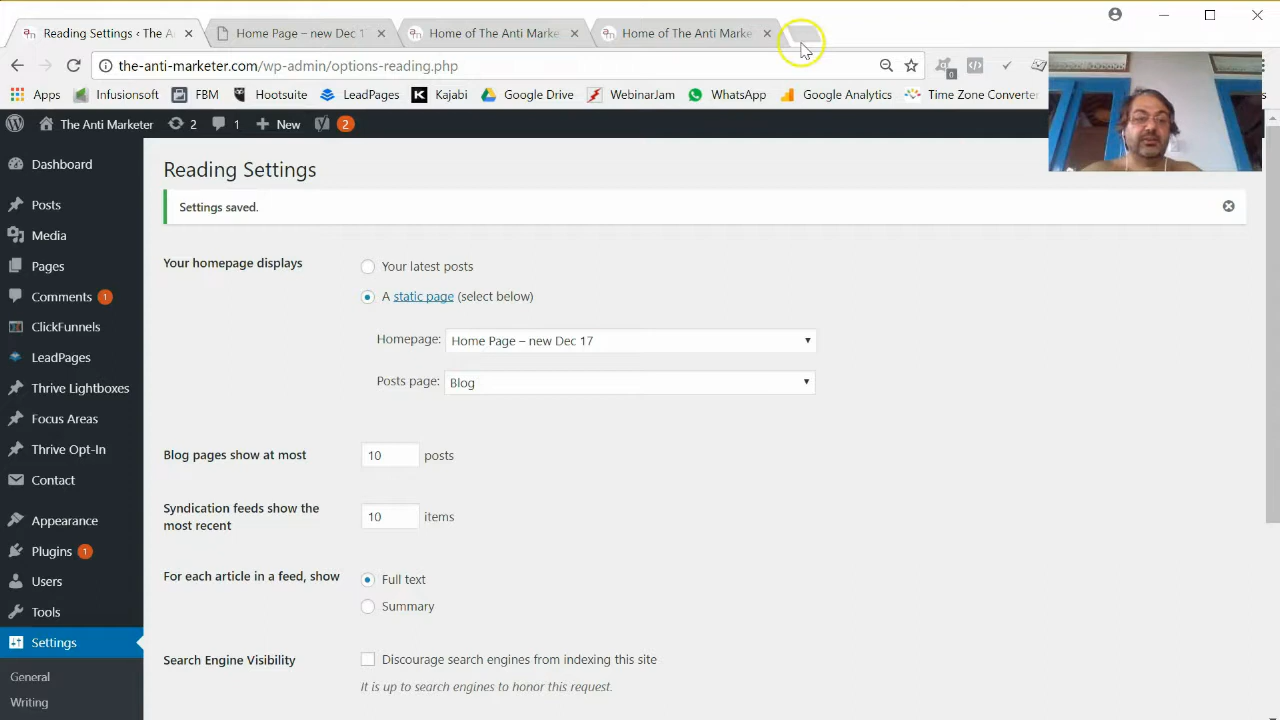 Reading Settings ‹ The A
Home Page – new Dec 1
Home of The Anti Marke
Home of The Anti Marke
the-anti-marketer.com/wp-admin/options-reading.php
Apps
Infusionsoft
FBM
Hootsuite
LeadPages
Kajabi
Google Drive
WebinarJam
WhatsApp
Google Analytics
Time Zone Converter
The Anti Marketer
2
1
New
2
Dashboard
Posts
Media
Pages
Comments 1
ClickFunnels
LeadPages
Thrive Lightboxes
Focus Areas
Thrive Opt-In
Contact
Appearance
Plugins 1
Users
Tools
Settings
General
Writing
Reading Settings
Settings saved.
Your homepage displays
Your latest posts
A static page (select below)
Homepage: Home Page – new Dec 17
Posts page: Blog
Blog pages show at most 10 posts
Syndication feeds show the
most recent
10 items
For each article in a feed, show
Full text
Summary
Search Engine Visibility
Discourage search engines from indexing this site
It is up to search engines to honor this request.